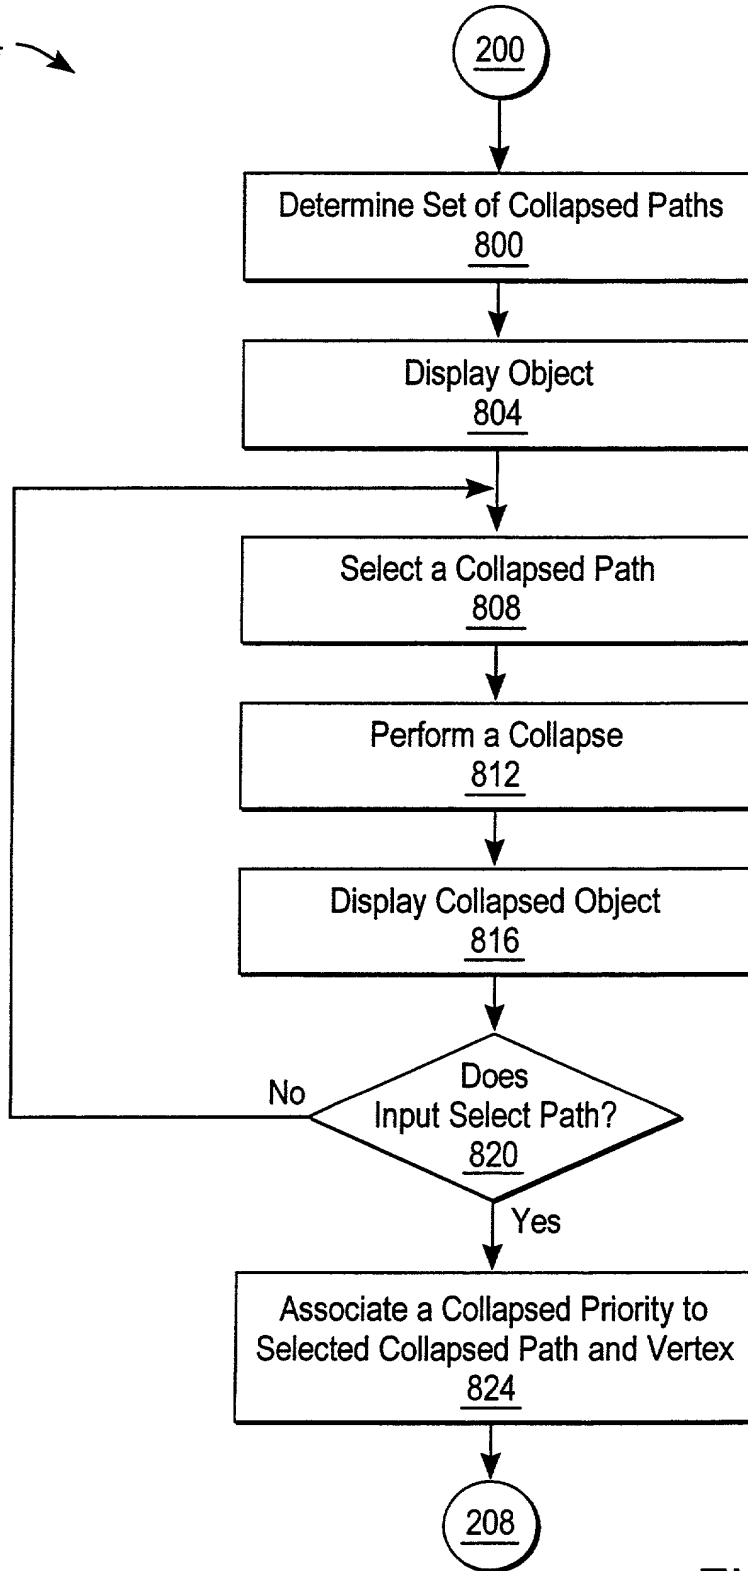 200
Determine Set of Collapsed Paths
800
Display Object
804
Select a Collapsed Path
808
Perform a Collapse
812
Display Collapsed Object
816
Does
Input Select Path?
820
No
Yes
Associate a Collapsed Priority to
Selected Collapsed Path and Vertex
824
208